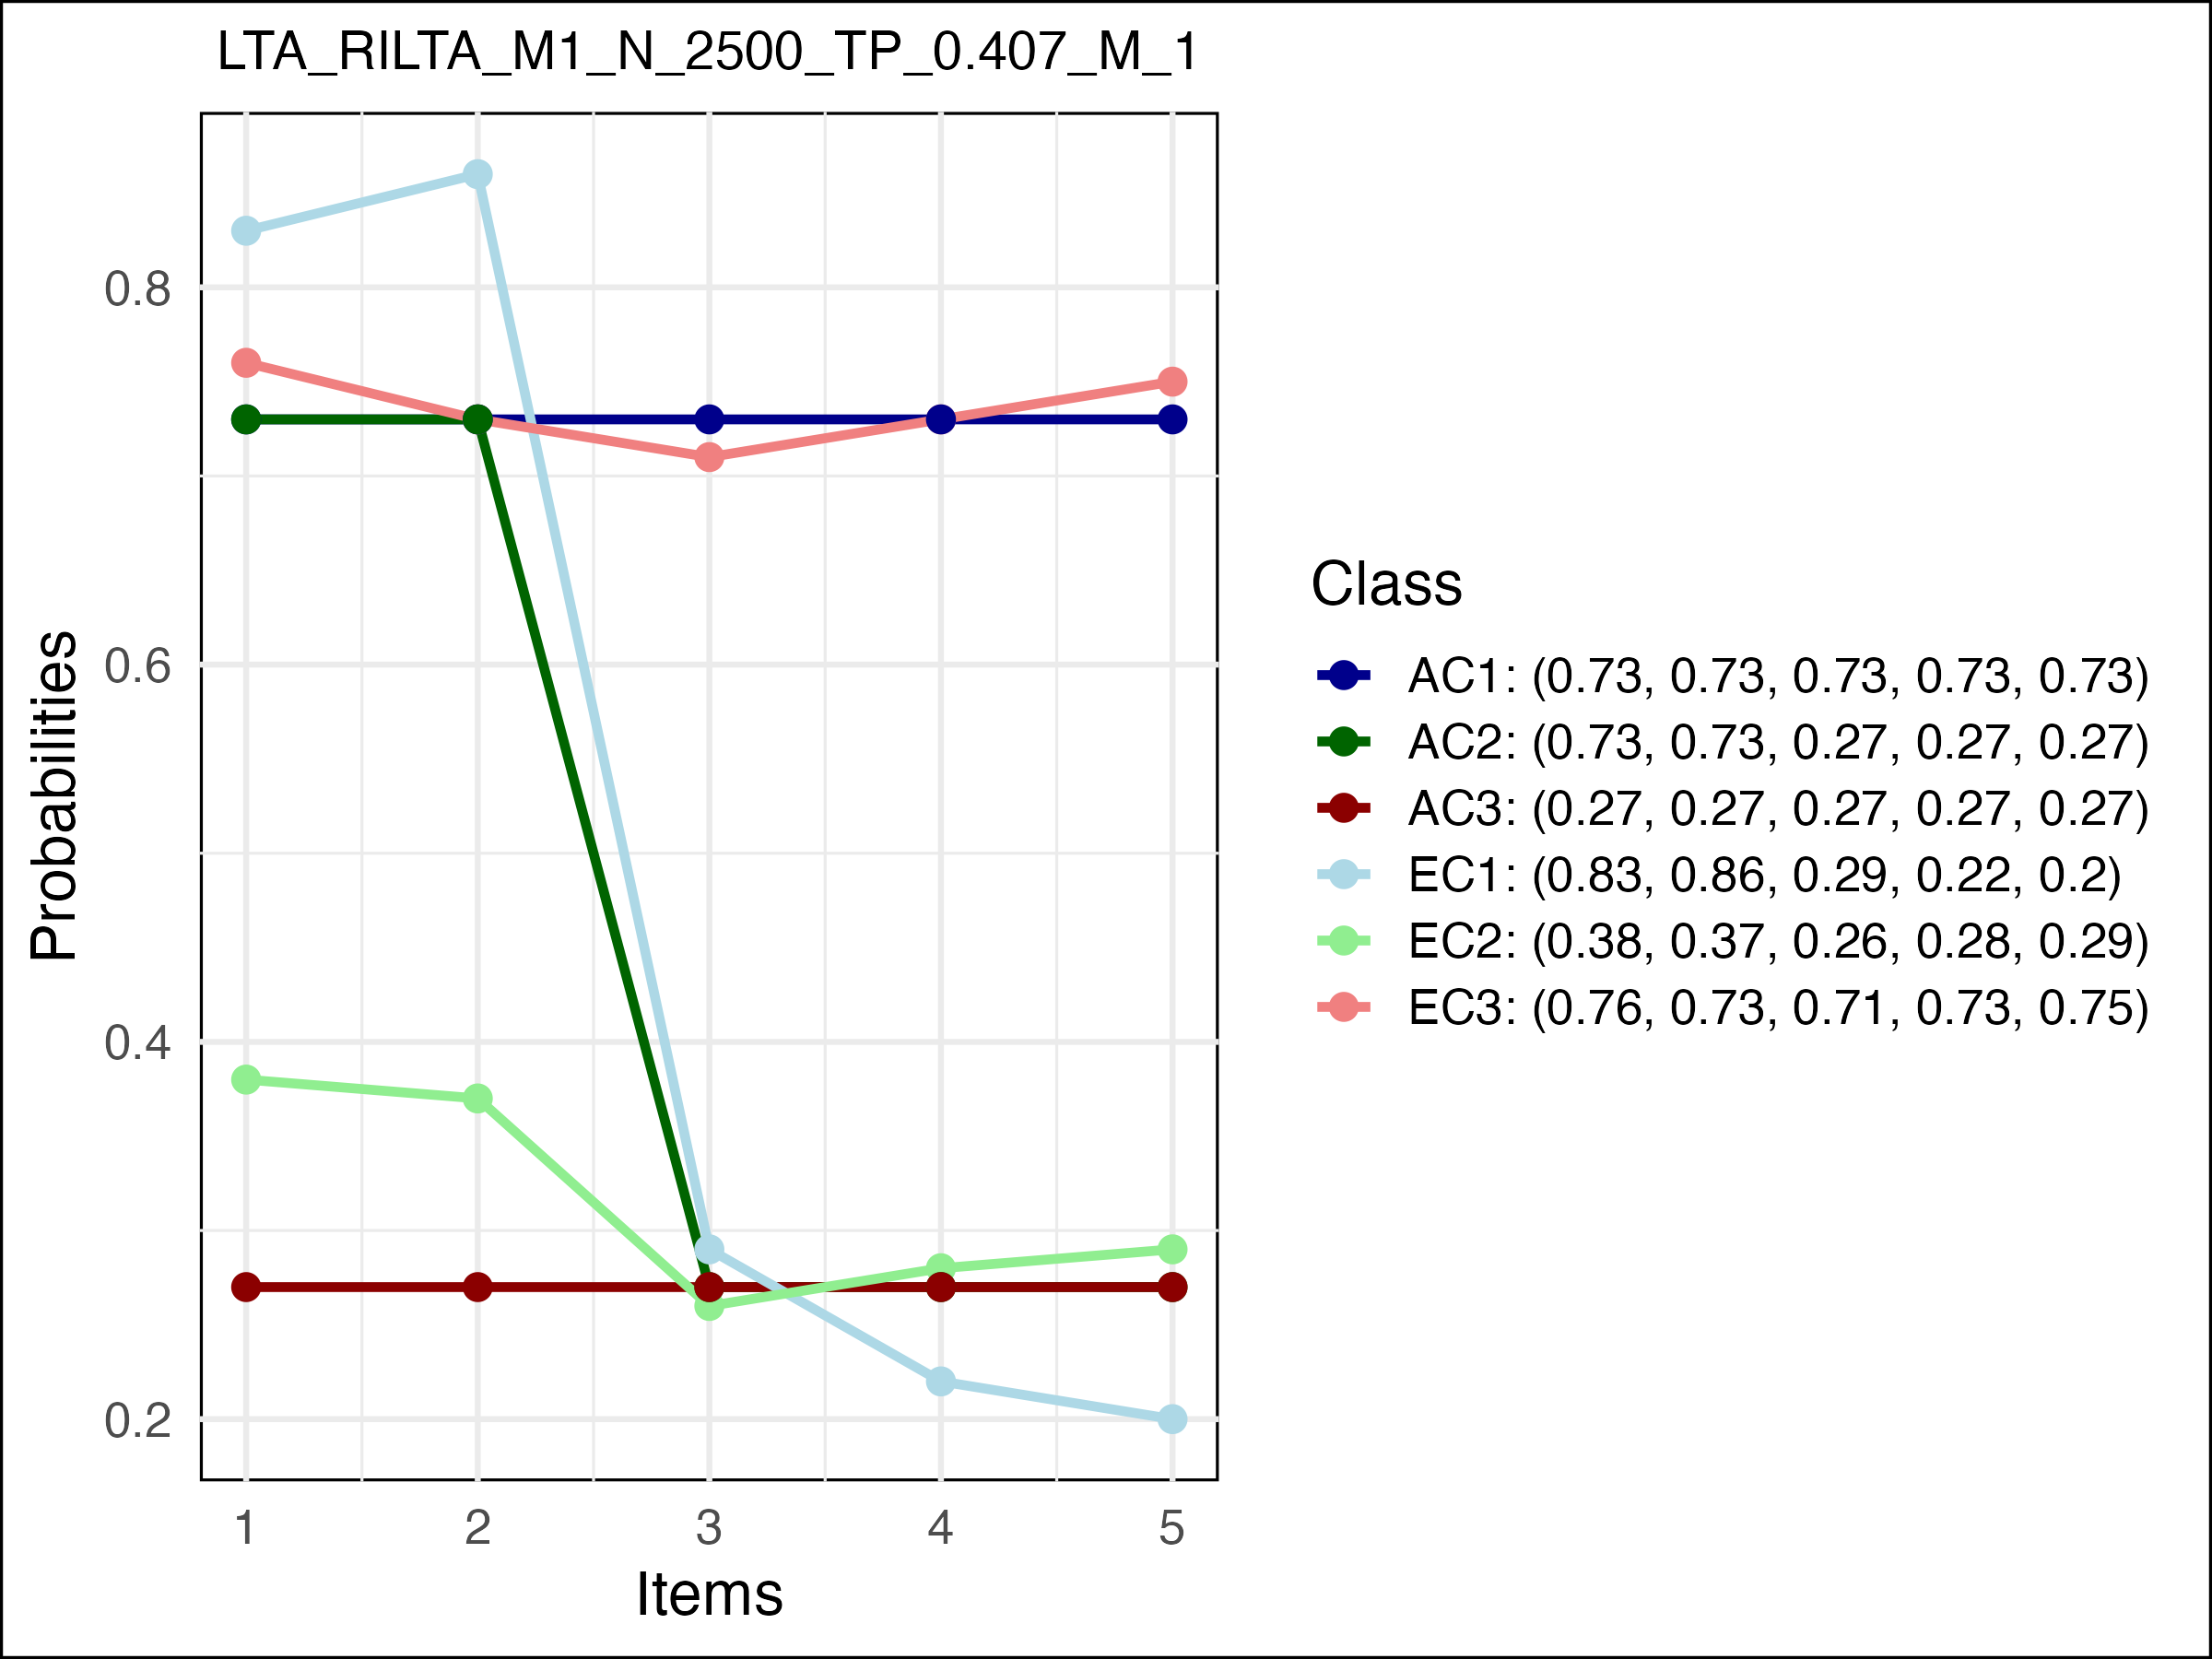 LTA_RILTA_M1_N_2500_TP_0.407_M_1
0.8
0.6
0.4
0.2
Probabilities
1 2 3 4 5
Items
Class
AC1: (0.73, 0.73, 0.73, 0.73, 0.73)
AC2: (0.73, 0.73, 0.27, 0.27, 0.27)
AC3: (0.27, 0.27, 0.27, 0.27, 0.27)
EC1: (0.83, 0.86, 0.29, 0.22, 0.2)
EC2: (0.38, 0.37, 0.26, 0.28, 0.29)
EC3: (0.76, 0.73, 0.71, 0.73, 0.75)